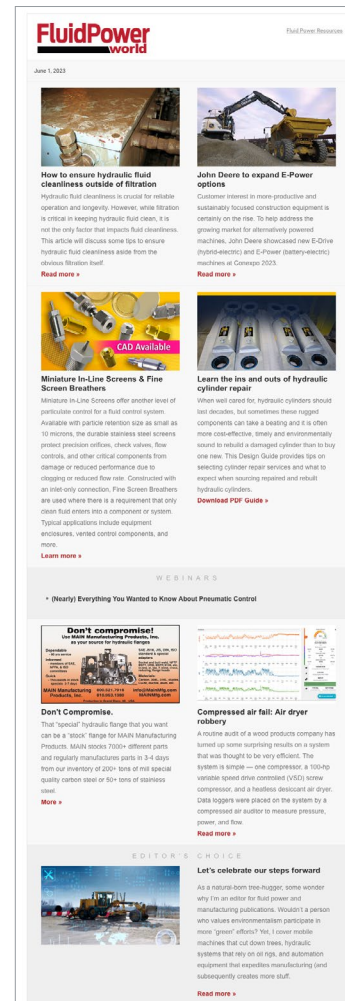 FluidPower
world
Fluid Power Resources
June 1, 2023
How to ensure hydraulic fluid
cleanliness outside of filtration
Hydraulic fluid cleanliness is crucial for reliable
operation and longevity. However, while filtration
is critical in keeping hydraulic fluid clean, it is
not the only factor that impacts fluid cleanliness.
This article will discuss some tips to ensure
hydraulic fluid cleanliness aside from the
obvious filtration itself.
Read more »
John Deere to expand E-Power
options
Customer interest in more-productive and
sustainably focused construction equipment is
certainly on the rise. To help address the
growing market for alternatively powered
machines, John Deere showcased new E-Drive
(hybrid-electric) and E-Power (battery-electric)
machines at Conexpo 2023.
Read more »
CAD Available
Miniature In-Line Screens & Fine
Screen Breathers
Miniature In-Line Screens offer another level of
particulate control for a fluid control system.
Available with particle retention size as small as
10 microns, the durable stainless steel screens
protect precision orifices, check valves, flow
controls, and other critical components from
damage or reduced performance due to
clogging or reduced flow rate. Constructed with
an inlet-only connection, Fine Screen Breathers
are used where there is a requirement that only
clean fluid enters into a component or system.
Typical applications include equipment
enclosures, vented control components, and
more.
Learn more »
Learn the ins and outs of hydraulic
cylinder repair
When well cared for, hydraulic cylinders should
last decades, but sometimes these rugged
components can take a beating and it is often
more cost-effective, timely and environmentally
sound to rebuild a damaged cylinder than to buy
one new. This Design Guide provides tips on
selecting cylinder repair services and what to
expect when sourcing repaired and rebuilt
hydraulic cylinders.
Download PDF Guide »
WEBINARS
• (Nearly) Everything You Wanted to Know About Pneumatic Control
Don't compromise!
Use MAIN Manufacturing Products, Inc.
as your source for hydraulic flanges
Dependable
MAIN Manufacturing
Products, Inc.
800.521.7918
810.953.1380
info@MainMfg.com
MAINMfg.com
Don't Compromise.
That "special" hydraulic flange that you want
can be a "stock" flange for MAIN Manufacturing
Products. MAIN stocks 7000+ different parts
and regularly manufactures parts in 3-4 days
from our inventory of 200+ tons of mill special
quality carbon steel or 50+ tons of stainless
steel.
More »
Compressed air fail: Air dryer
robbery
A routine audit of a wood products company has
turned up some surprising results on a system
that was thought to be very efficient. The
system is simple — one compressor, a 100-hp
variable speed drive controlled (VSD) screw
compressor, and a heatless desiccant air dryer.
Data loggers were placed on the system by a
compressed air auditor to measure pressure,
power, and flow.
Read more »
EDITOR'S CHOICE
Let's celebrate our steps forward
As a natural-born tree-hugger, some wonder
why I'm an editor for fluid power and
manufacturing publications. Wouldn't a person
who values environmentalism participate in
more "green" efforts? Yet, I cover mobile
machines that cut down trees, hydraulic
systems that rely on oil rigs, and automation
equipment that expedites manufacturing (and
subsequently creates more stuff.
Read more »